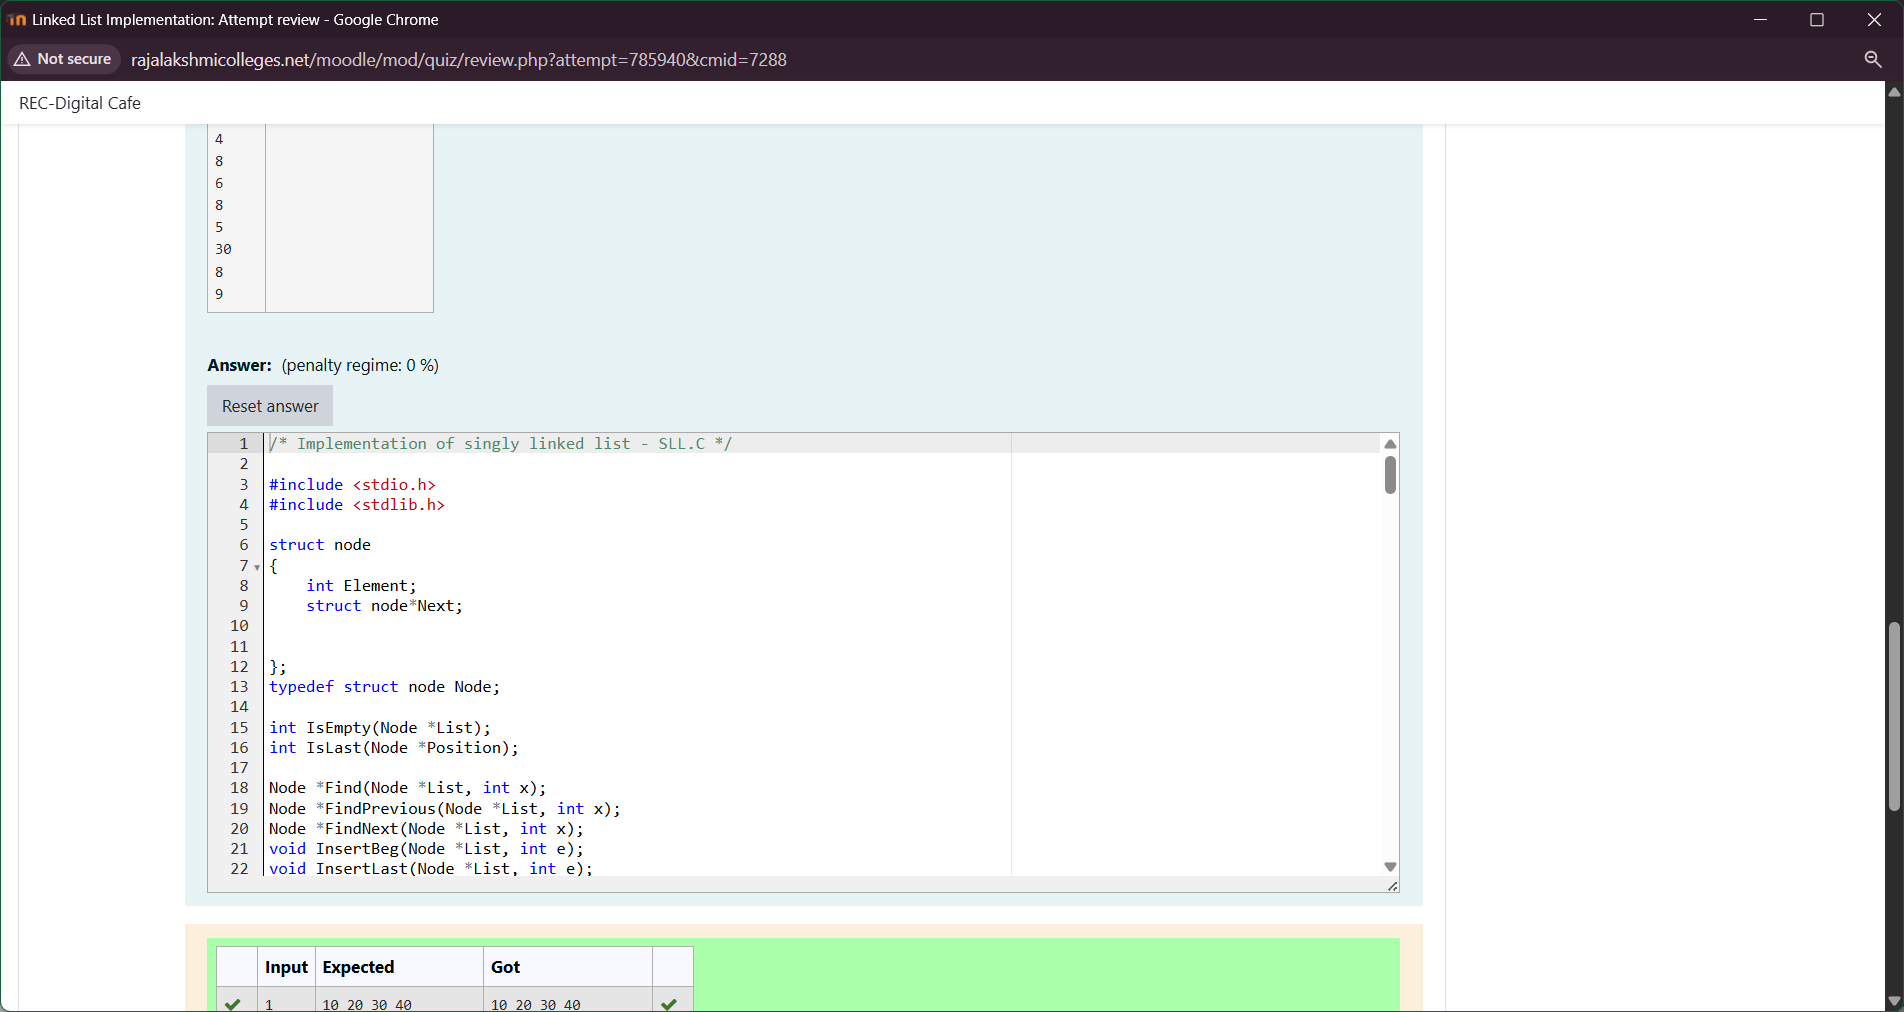 Linked List Implementation: Attempt review - Google Chrome
Not secure
rajalakshmicolleges.net/moodle/mod/quiz/review.php?attempt=785940&cmid=7288
REC-Digital Cafe
4
8
6
8
5
30
8
9
Answer: (penalty regime: 0 %)
Reset answer
1 /* Implementation of singly linked list - SLL.C */
2
3 #include <stdio.h>
4 #include <stdlib.h>
5
6 struct node
7 {
8     int Element;
9     struct node*Next;
10
11
12 };
13 typedef struct node Node;
14
15 int IsEmpty(Node *List);
16 int IsLast(Node *Position);
17
18 Node *Find(Node *List, int x);
19 Node *FindPrevious(Node *List, int x);
20 Node *FindNext(Node *List, int x);
21 void InsertBeg(Node *List, int e);
22 void InsertLast(Node *List, int e);
Input Expected Got
1 10 20 30 40 10 20 30 40